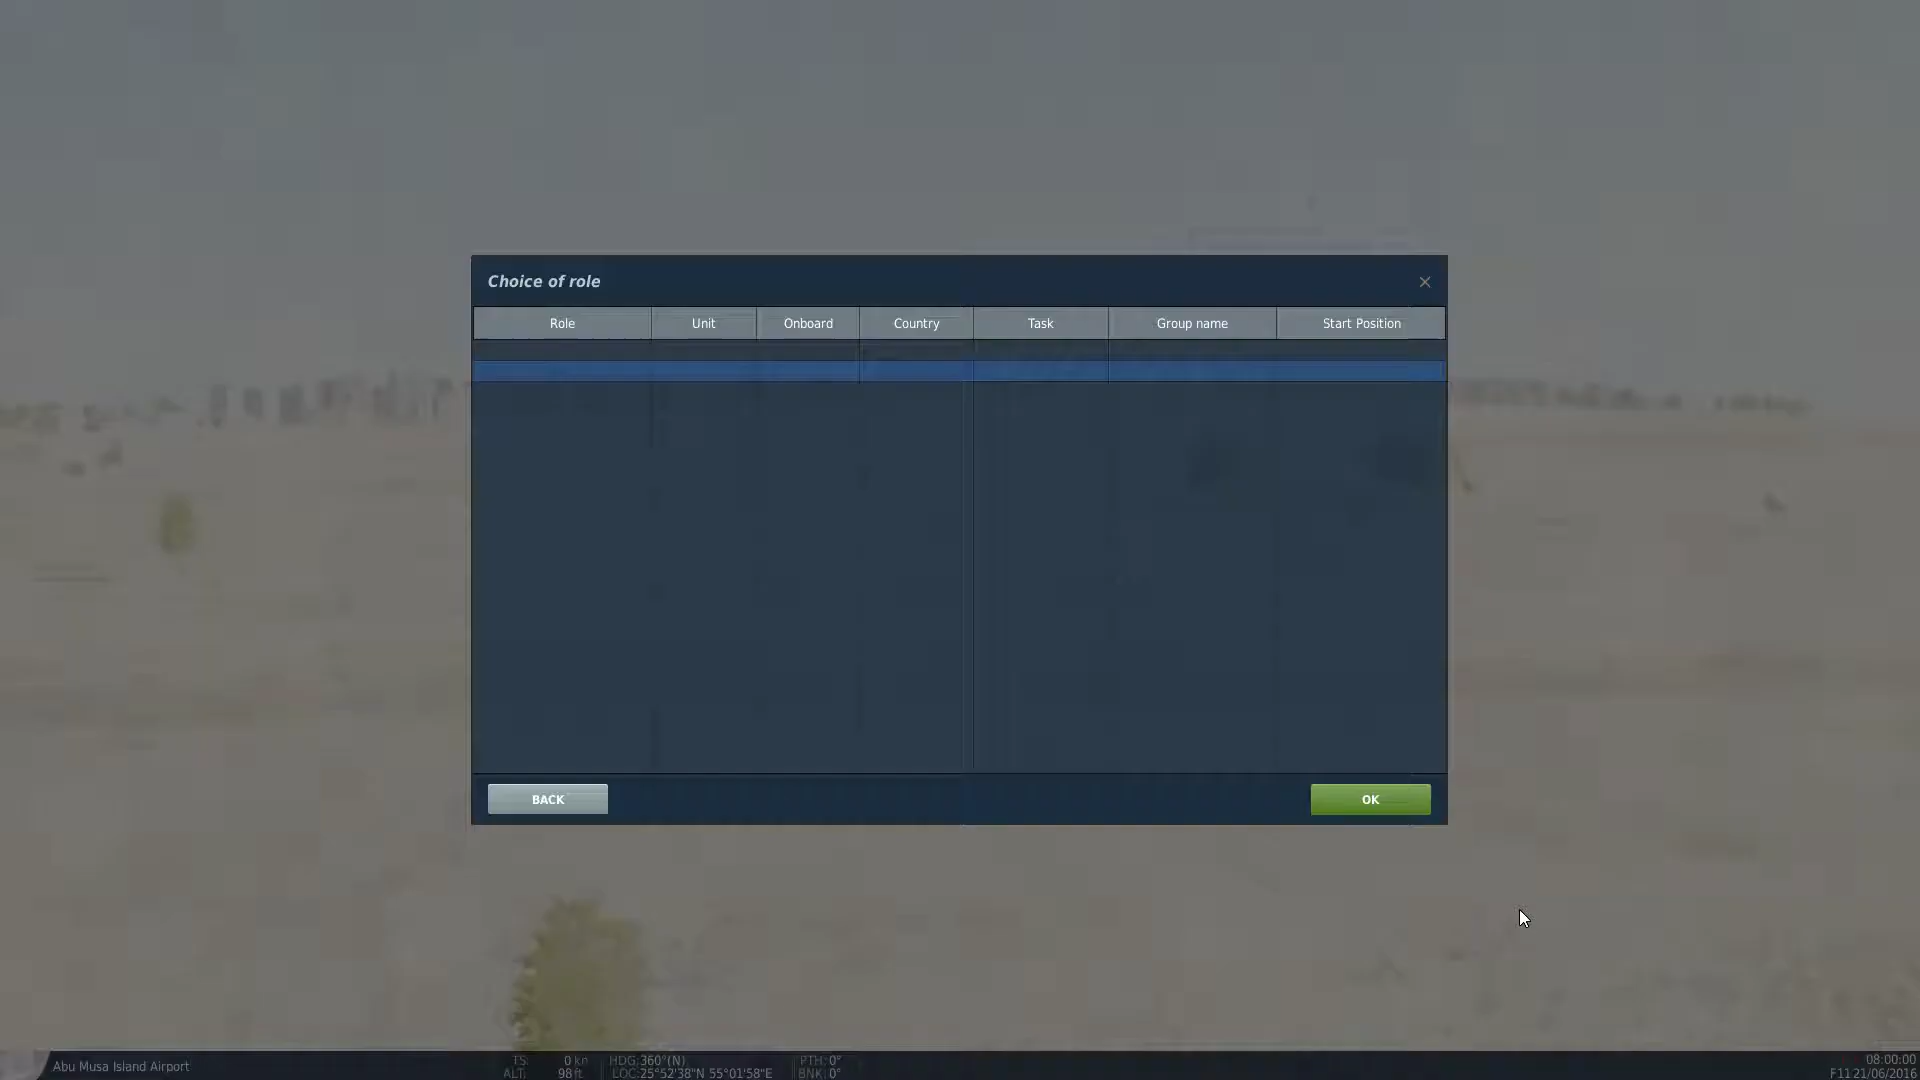 Choice of role
Role Unit Onboard Country Task Group name Start Position
BACK OK
Abu Musa Island Airport
TS: 0 kn HDG:360°(N) PTH:0°
ALT: 98 ft LOC:25°52'38"N 55°01'58"E BNK:0°
08:00:00
F11 21/06/2016